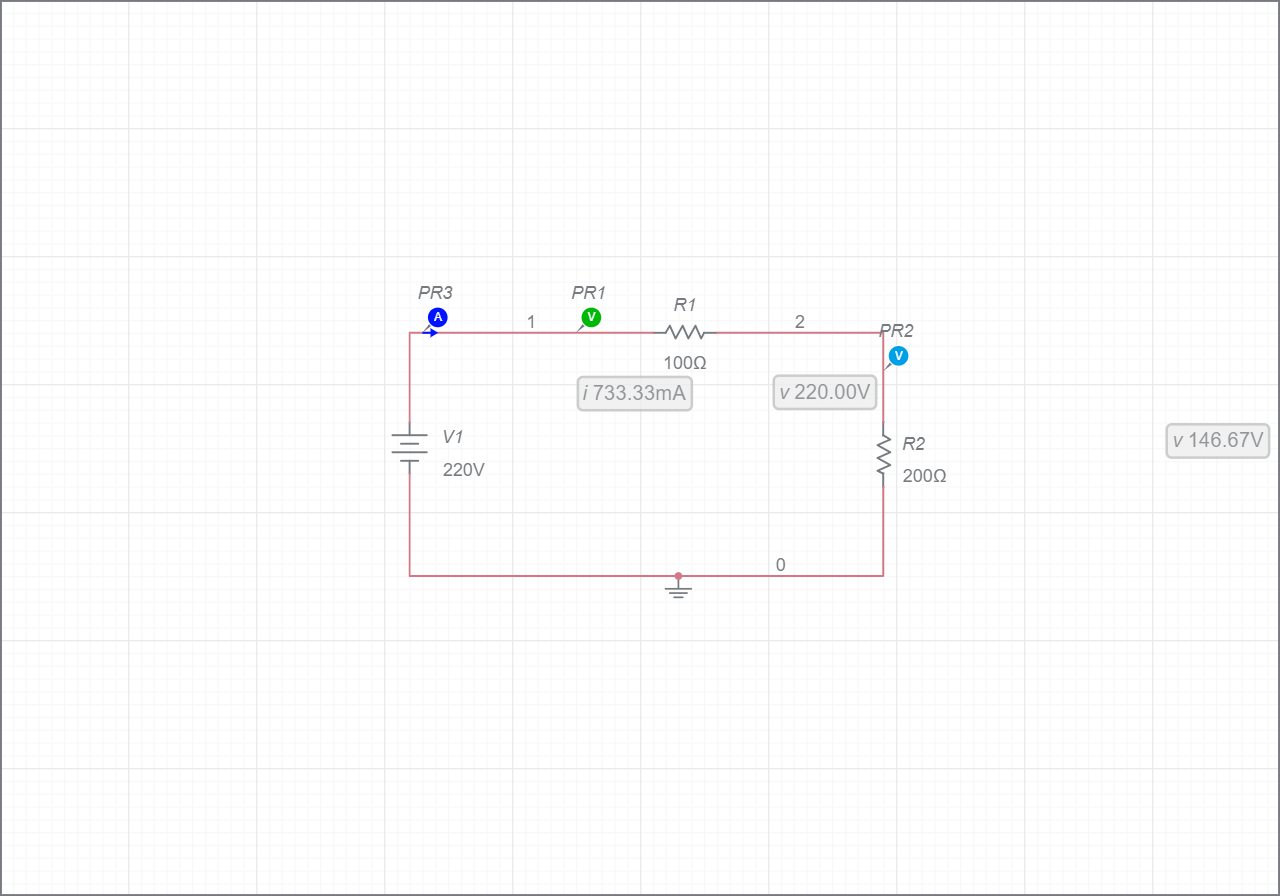 PR3
A
PR1
V
R1
1
2
PR2
V
100Ω
i 733.33mA
v 220.00V
V1
220V
R2
200Ω
v 146.67V
0